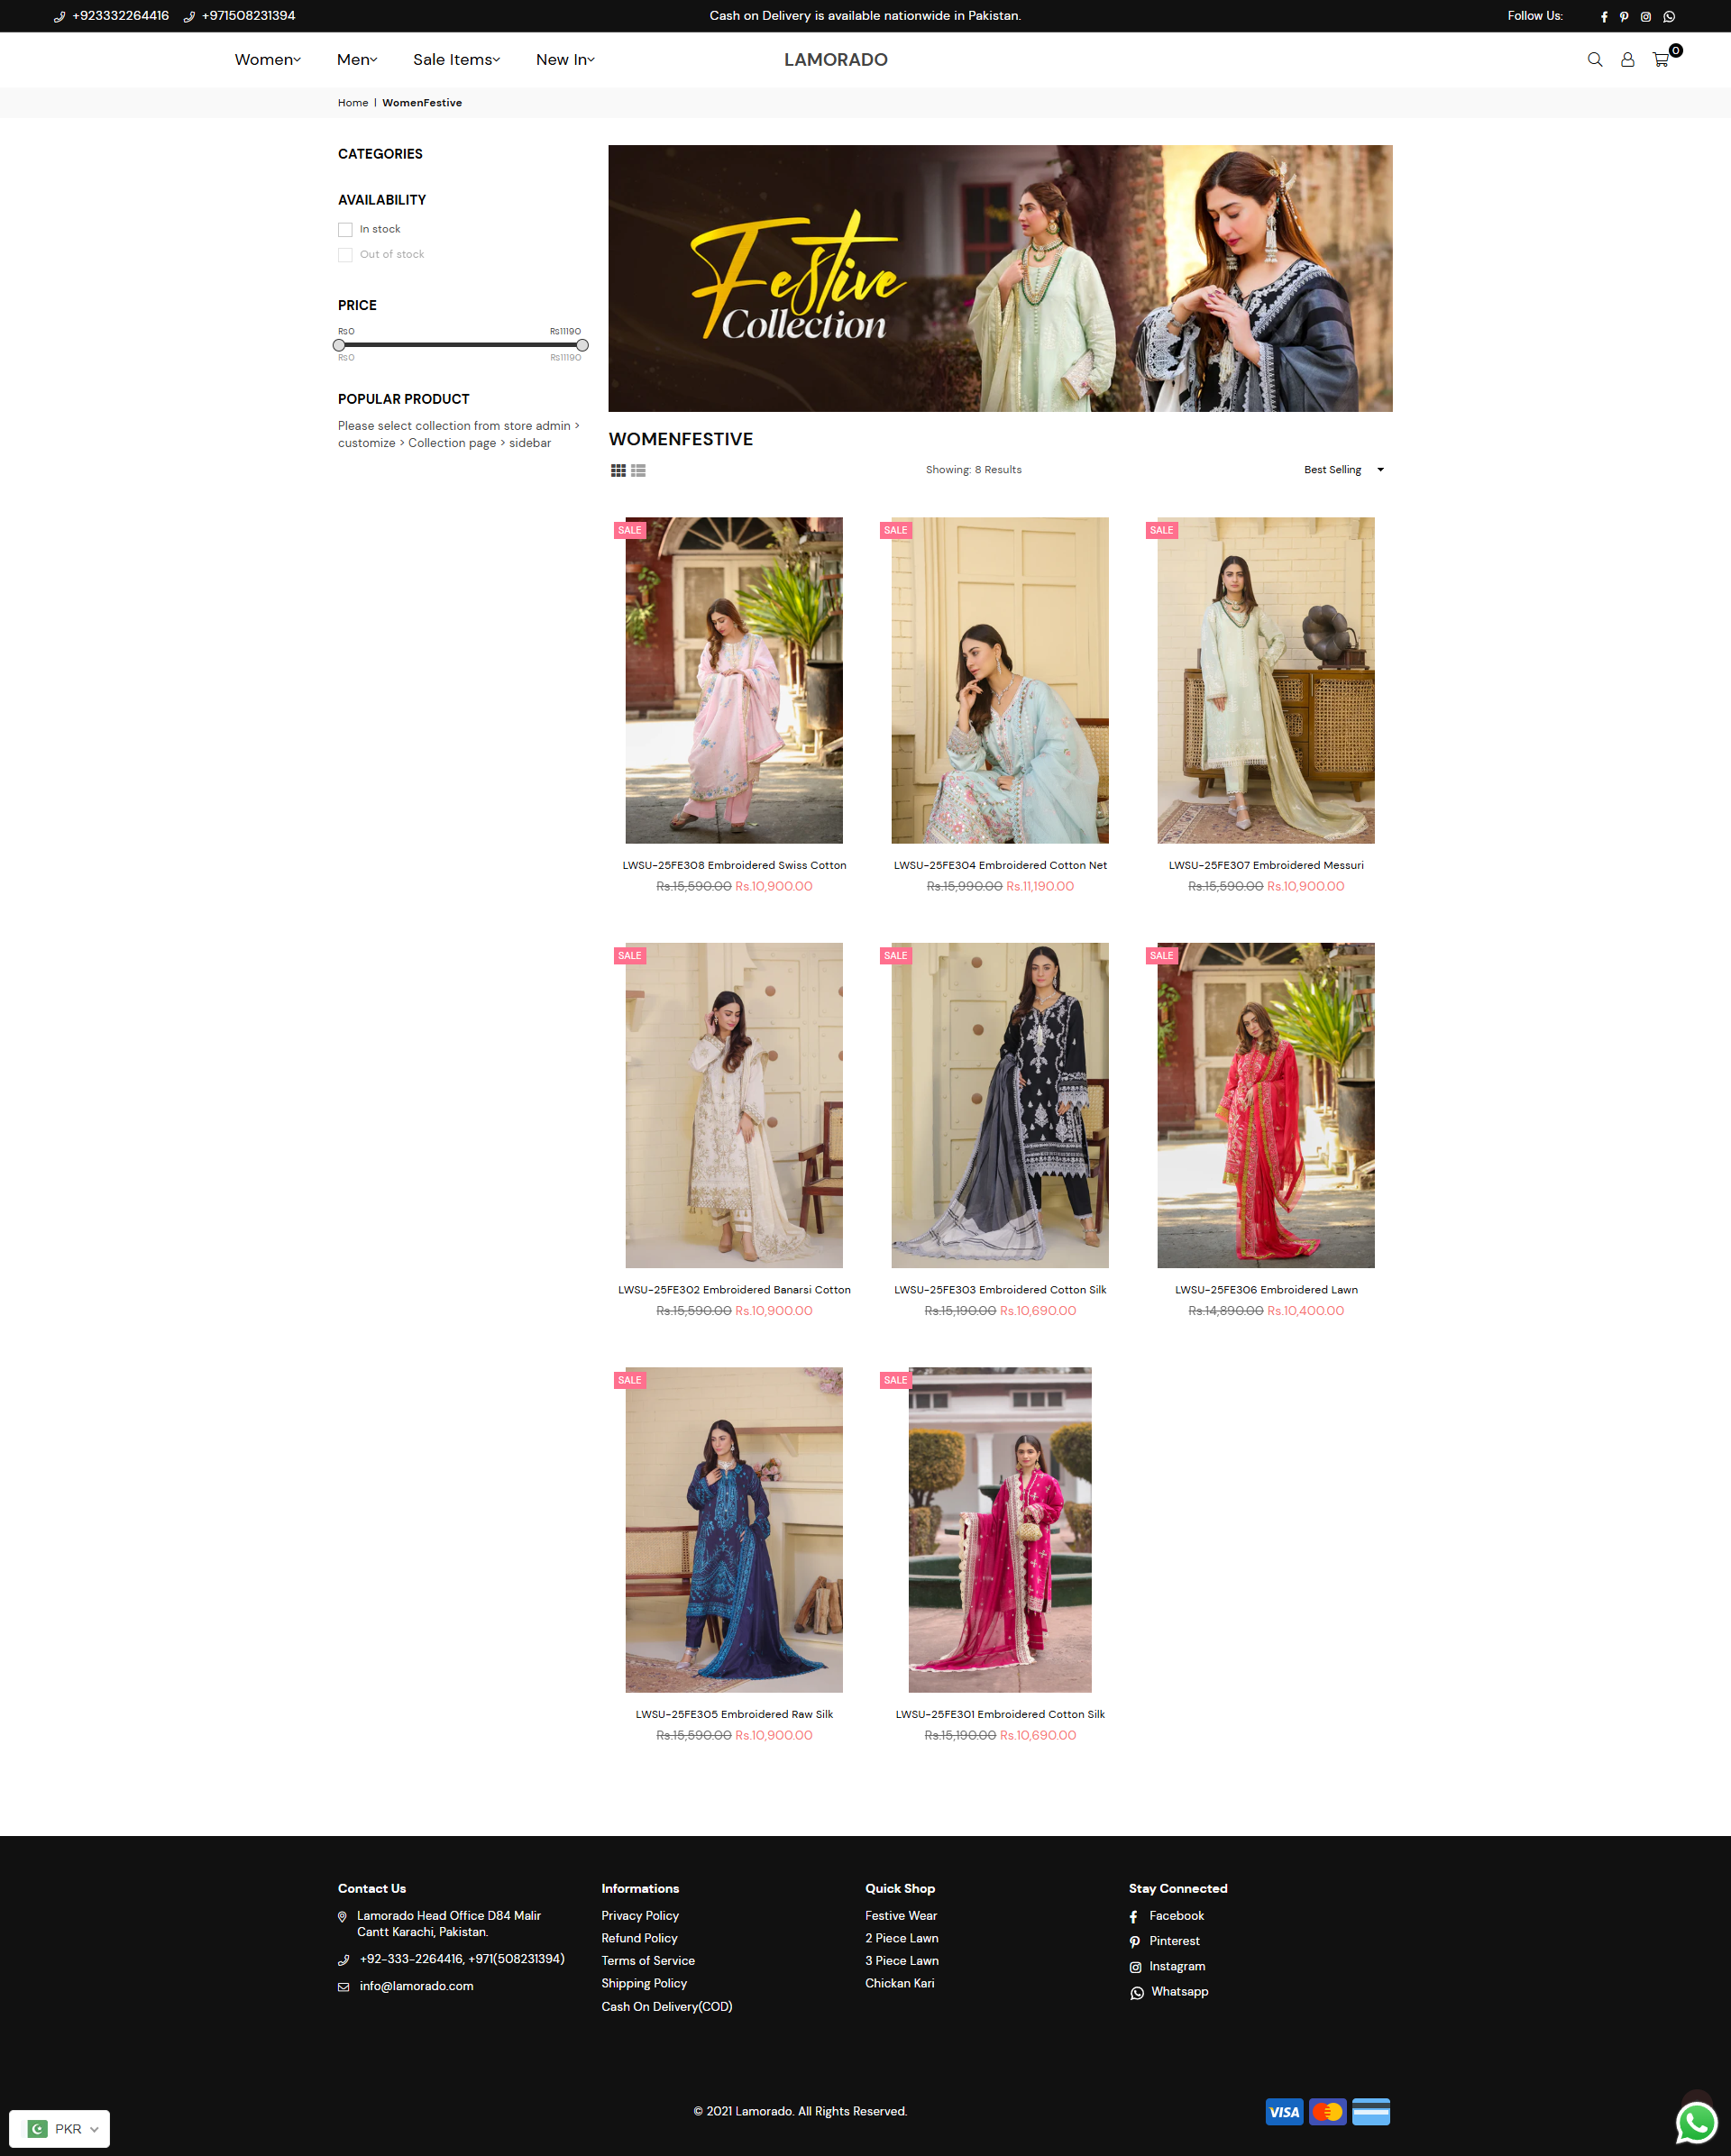 +923332264416 +971508231394
Cash on Delivery is available nationwide in Pakistan.
Follow Us:
Women
Men
Sale Items
New In
LAMORADO
0
Home | WomenFestive
CATEGORIES
AVAILABILITY
In stock
Out of stock
PRICE
Rs0 Rs11190
Rs0 Rs11190
POPULAR PRODUCT
Please select collection from store admin >
customize > Collection page > sidebar
Festive
Collection
WOMENFESTIVE
Showing: 8 Results
Best Selling
SALE
LWSU-25FE308 Embroidered Swiss Cotton
Rs.15,590.00 Rs.10,900.00
SALE
LWSU-25FE304 Embroidered Cotton Net
Rs.15,990.00 Rs.11,190.00
SALE
LWSU-25FE307 Embroidered Messuri
Rs.15,590.00 Rs.10,900.00
SALE
LWSU-25FE302 Embroidered Banarsi Cotton
Rs.15,590.00 Rs.10,900.00
SALE
LWSU-25FE303 Embroidered Cotton Silk
Rs.15,190.00 Rs.10,690.00
SALE
LWSU-25FE306 Embroidered Lawn
Rs.14,890.00 Rs.10,400.00
SALE
LWSU-25FE305 Embroidered Raw Silk
Rs.15,590.00 Rs.10,900.00
SALE
LWSU-25FE301 Embroidered Cotton Silk
Rs.15,190.00 Rs.10,690.00
Contact Us
Lamorado Head Office D84 Malir
Cantt Karachi, Pakistan.
+92-333-2264416, +971(508231394)
info@lamorado.com
Informations
Privacy Policy
Refund Policy
Terms of Service
Shipping Policy
Cash On Delivery(COD)
Quick Shop
Festive Wear
2 Piece Lawn
3 Piece Lawn
Chickan Kari
Stay Connected
Facebook
Pinterest
Instagram
Whatsapp
© 2021 Lamorado. All Rights Reserved.
VISA
PKR